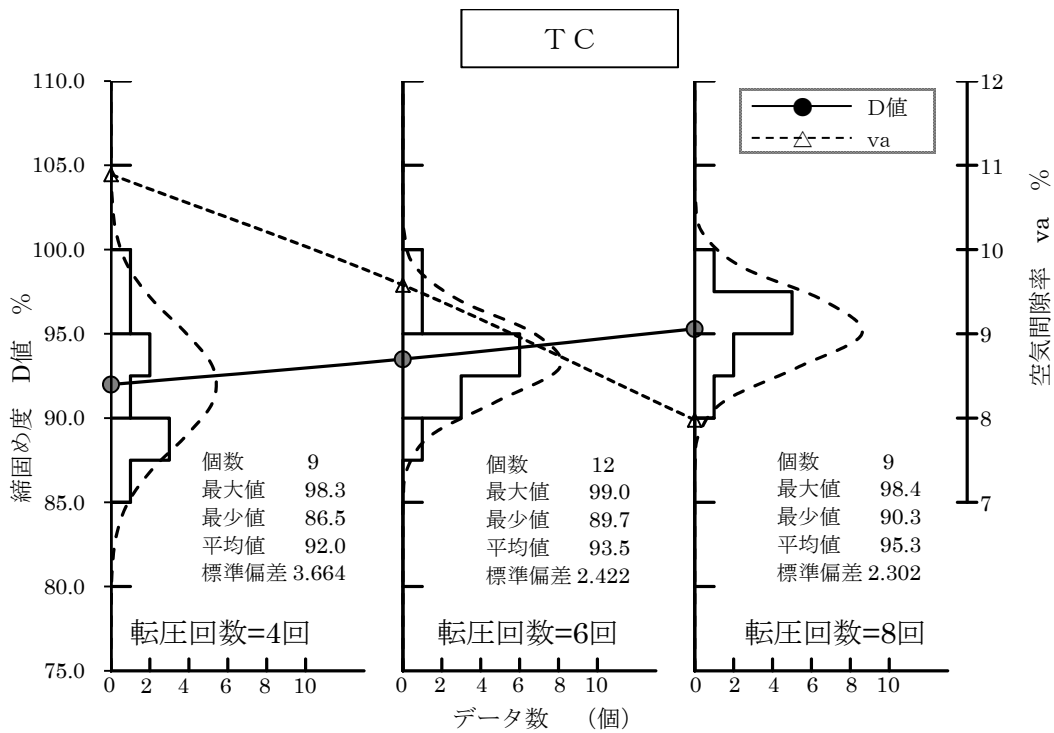 TC
D値
va
締固め度 D値 %
110.0
105.0
100.0
95.0
90.0
85.0
80.0
75.0
個数 9
最大値 98.3
最少値 86.5
平均値 92.0
標準偏差 3.664
転圧回数=4回
0 2 4 6 8 10
個数 12
最大値 99.0
最少値 89.7
平均値 93.5
標準偏差 2.422
転圧回数=6回
0 2 4 6 8 10
個数 9
最大値 98.4
最少値 90.3
平均値 95.3
標準偏差 2.302
転圧回数=8回
0 2 4 6 8 10
12
11
10
9
8
7
空気間隙率 va %
データ数 (個)